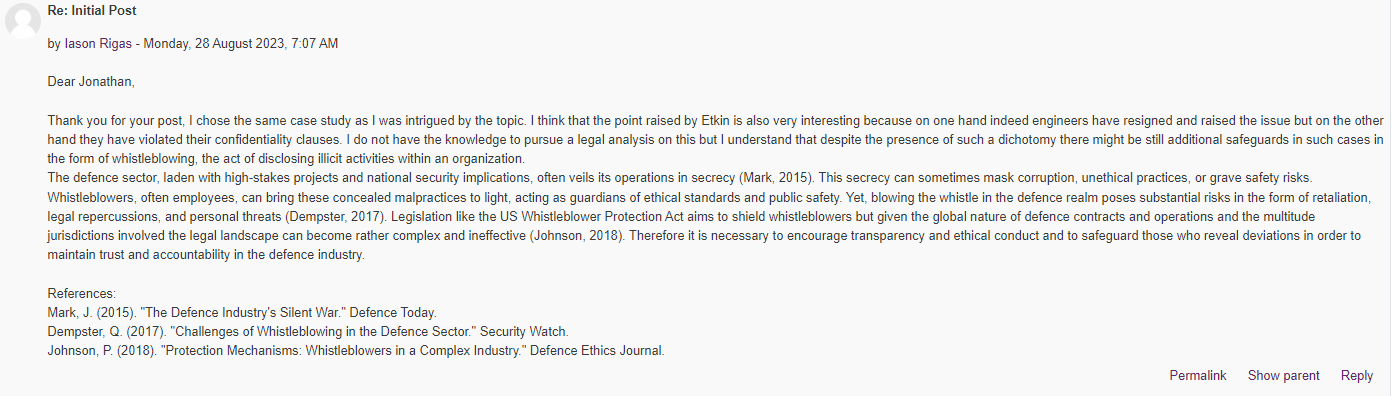 Re: Initial Post
by Iason Rigas - Monday, 28 August 2023, 7:07 AM
Dear Jonathan,
Thank you for your post, I chose the same case study as I was intrigued by the topic. I think that the point raised by Etkin is also very interesting because on one hand indeed engineers have resigned and raised the issue but on the other
hand they have violated their confidentiality clauses. I do not have the knowledge to pursue a legal analysis on this but I understand that despite the presence of such a dichotomy there might be still additional safeguards in such cases in
the form of whistleblowing, the act of disclosing illicit activities within an organization.
The defence sector, laden with high-stakes projects and national security implications, often veils its operations in secrecy (Mark, 2015). This secrecy can sometimes mask corruption, unethical practices, or grave safety risks.
Whistleblowers, often employees, can bring these concealed malpractices to light, acting as guardians of ethical standards and public safety. Yet, blowing the whistle in the defence realm poses substantial risks in the form of retaliation,
legal repercussions, and personal threats (Dempster, 2017). Legislation like the US Whistleblower Protection Act aims to shield whistleblowers but given the global nature of defence contracts and operations and the multitude
jurisdictions involved the legal landscape can become rather complex and ineffective (Johnson, 2018). Therefore it is necessary to encourage transparency and ethical conduct and to safeguard those who reveal deviations in order to
maintain trust and accountability in the defence industry.
References:
Mark, J. (2015). "The Defence Industry's Silent War." Defence Today.
Dempster, Q. (2017). "Challenges of Whistleblowing in the Defence Sector." Security Watch.
Johnson, P. (2018). "Protection Mechanisms: Whistleblowers in a Complex Industry." Defence Ethics Journal.
Permalink Show parent Reply